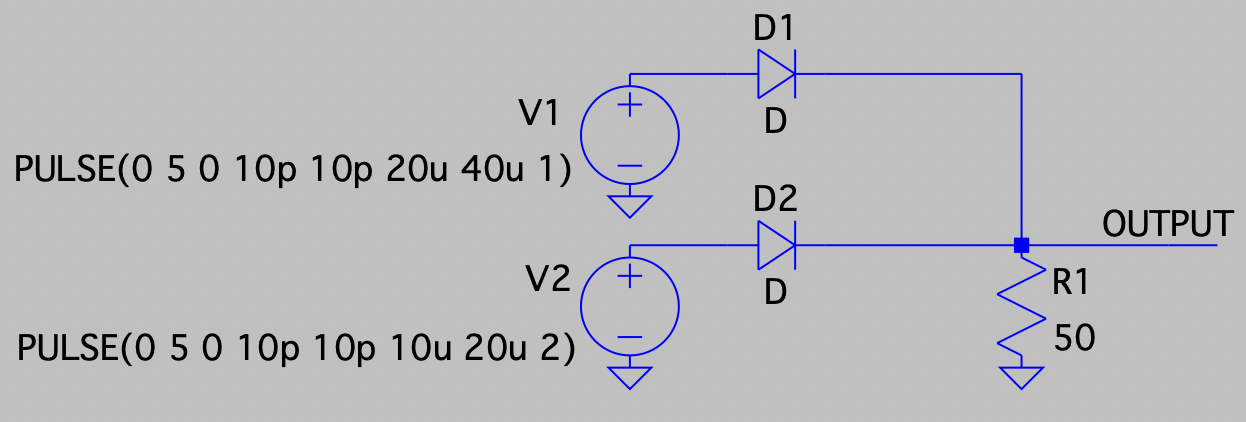 D1
V1
D
PULSE(0 5 0 10p 10p 20u 40u 1)
D2
OUTPUT
V2
D
R1
PULSE(0 5 0 10p 10p 10u 20u 2)
50